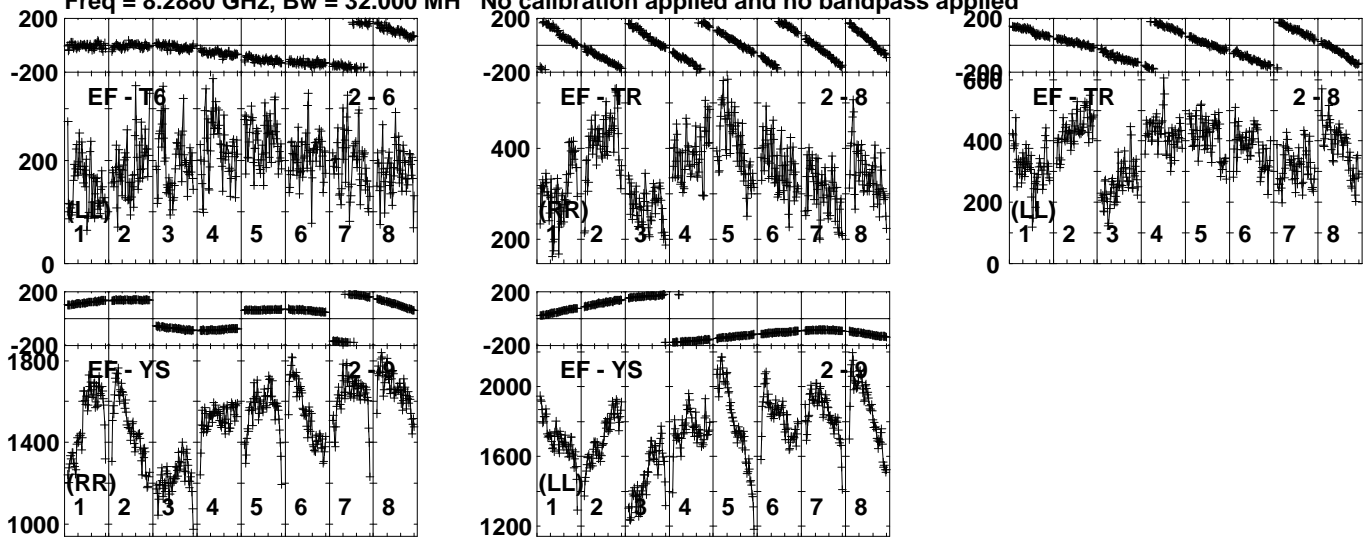 Freq = 8.2880 GHz, Bw = 32.000 MH No calibration applied and no bandpass applied
200
-200
EF - T6 2 - 6
200
(LL)
1 2 3 4 5 6 7 8
0
200
-200
EF - TR 2 - 8
400
(RR)
200
1 2 3 4 5 6 7 8
200
-200
600
EF - TR 2 - 8
400
200
(LL)
1 2 3 4 5 6 7 8
0
200
-200
1800
EF - YS 2 - 9
1400
(RR)
1 2 3 4 5 6 7 8
1000
200
-200
EF - YS 2 - 9
2000
1600
(LL)
1 2 3 4 5 6 7 8
1200